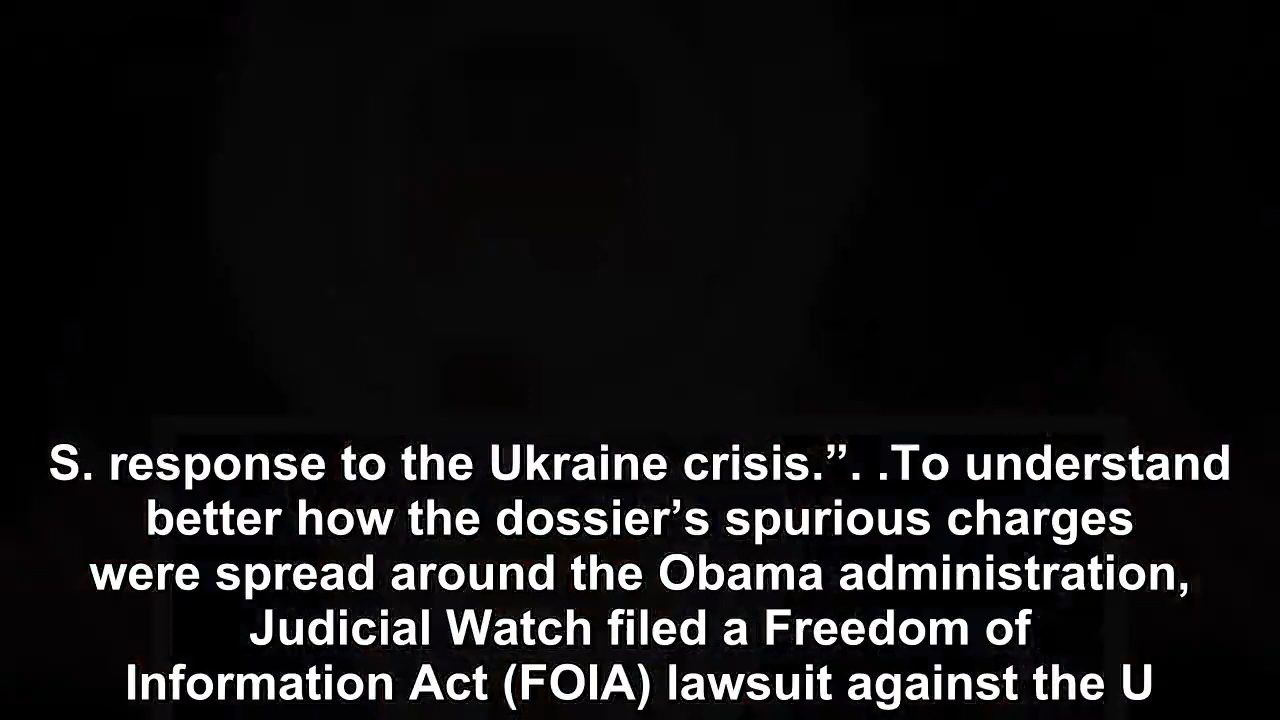 S. response to the Ukraine crisis.”. .To understand
better how the dossier’s spurious charges
were spread around the Obama administration,
Judicial Watch filed a Freedom of
Information Act (FOIA) lawsuit against the U